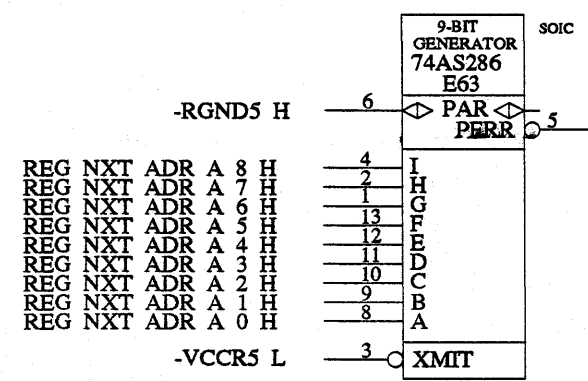 9-BIT SOIC
GENERATOR
74AS286
E63
-RGND5 H 6 PAR
PERR 5
REG NXT ADR A 8 H 4 I
REG NXT ADR A 7 H 2 H
REG NXT ADR A 6 H 1 G
REG NXT ADR A 5 H 13 F
REG NXT ADR A 4 H 12 E
REG NXT ADR A 3 H 11 D
REG NXT ADR A 2 H 10 C
REG NXT ADR A 1 H 9 B
REG NXT ADR A 0 H 8 A
-VCCR5 L 3 XMIT